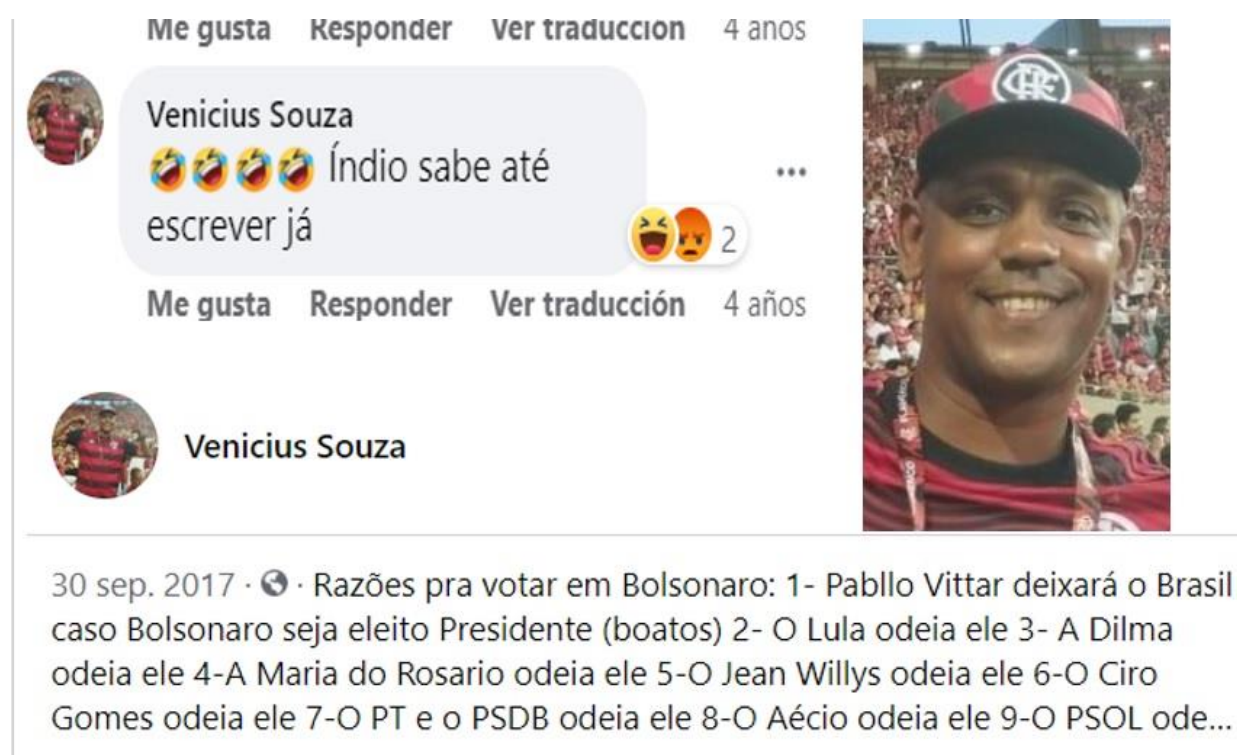 Me gusta Responder Ver traducción 4 años
Venicius Souza
🤣🤣🤣🤣 Índio sabe até
escrever já
2
Me gusta Responder Ver traducción 4 años
Venicius Souza
30 sep. 2017 · Razões pra votar em Bolsonaro: 1- Pabllo Vittar deixará o Brasil
caso Bolsonaro seja eleito Presidente (boatos) 2- O Lula odeia ele 3- A Dilma
odeia ele 4-A Maria do Rosario odeia ele 5-O Jean Willys odeia ele 6-O Ciro
Gomes odeia ele 7-O PT e o PSDB odeia ele 8-O Aécio odeia ele 9-O PSOL ode...